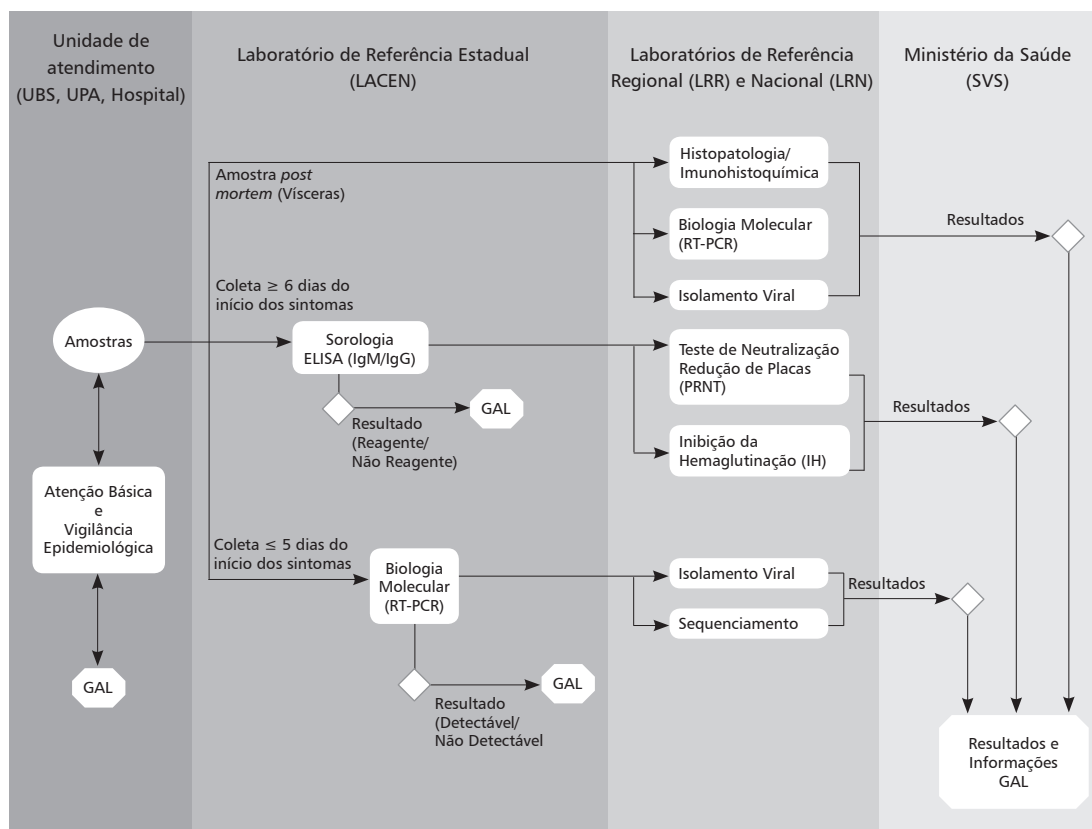 Unidade de
atendimento
(UBS, UPA, Hospital)
Laboratório de Referência Estadual
(LACEN)
Laboratórios de Referência
Regional (LRR) e Nacional (LRN)
Ministério da Saúde
(SVS)
Amostra post
mortem (Vísceras)
Histopatologia/
Imunohistoquímica
Biologia Molecular
(RT-PCR)
Isolamento Viral
Resultados
Coleta ≥ 6 dias do
início dos sintomas
Amostras
Sorologia
ELISA (IgM/IgG)
GAL
Resultado
(Reagente/
Não Reagente)
Teste de Neutralização
Redução de Placas
(PRNT)
Inibição da
Hemaglutinação (IH)
Resultados
Atenção Básica
e
Vigilância
Epidemiológica
GAL
Coleta ≤ 5 dias do
início dos sintomas
Biologia
Molecular
(RT-PCR)
GAL
Resultado
(Detectável/
Não Detectável
Isolamento Viral
Sequenciamento
Resultados
Resultados e
Informações
GAL